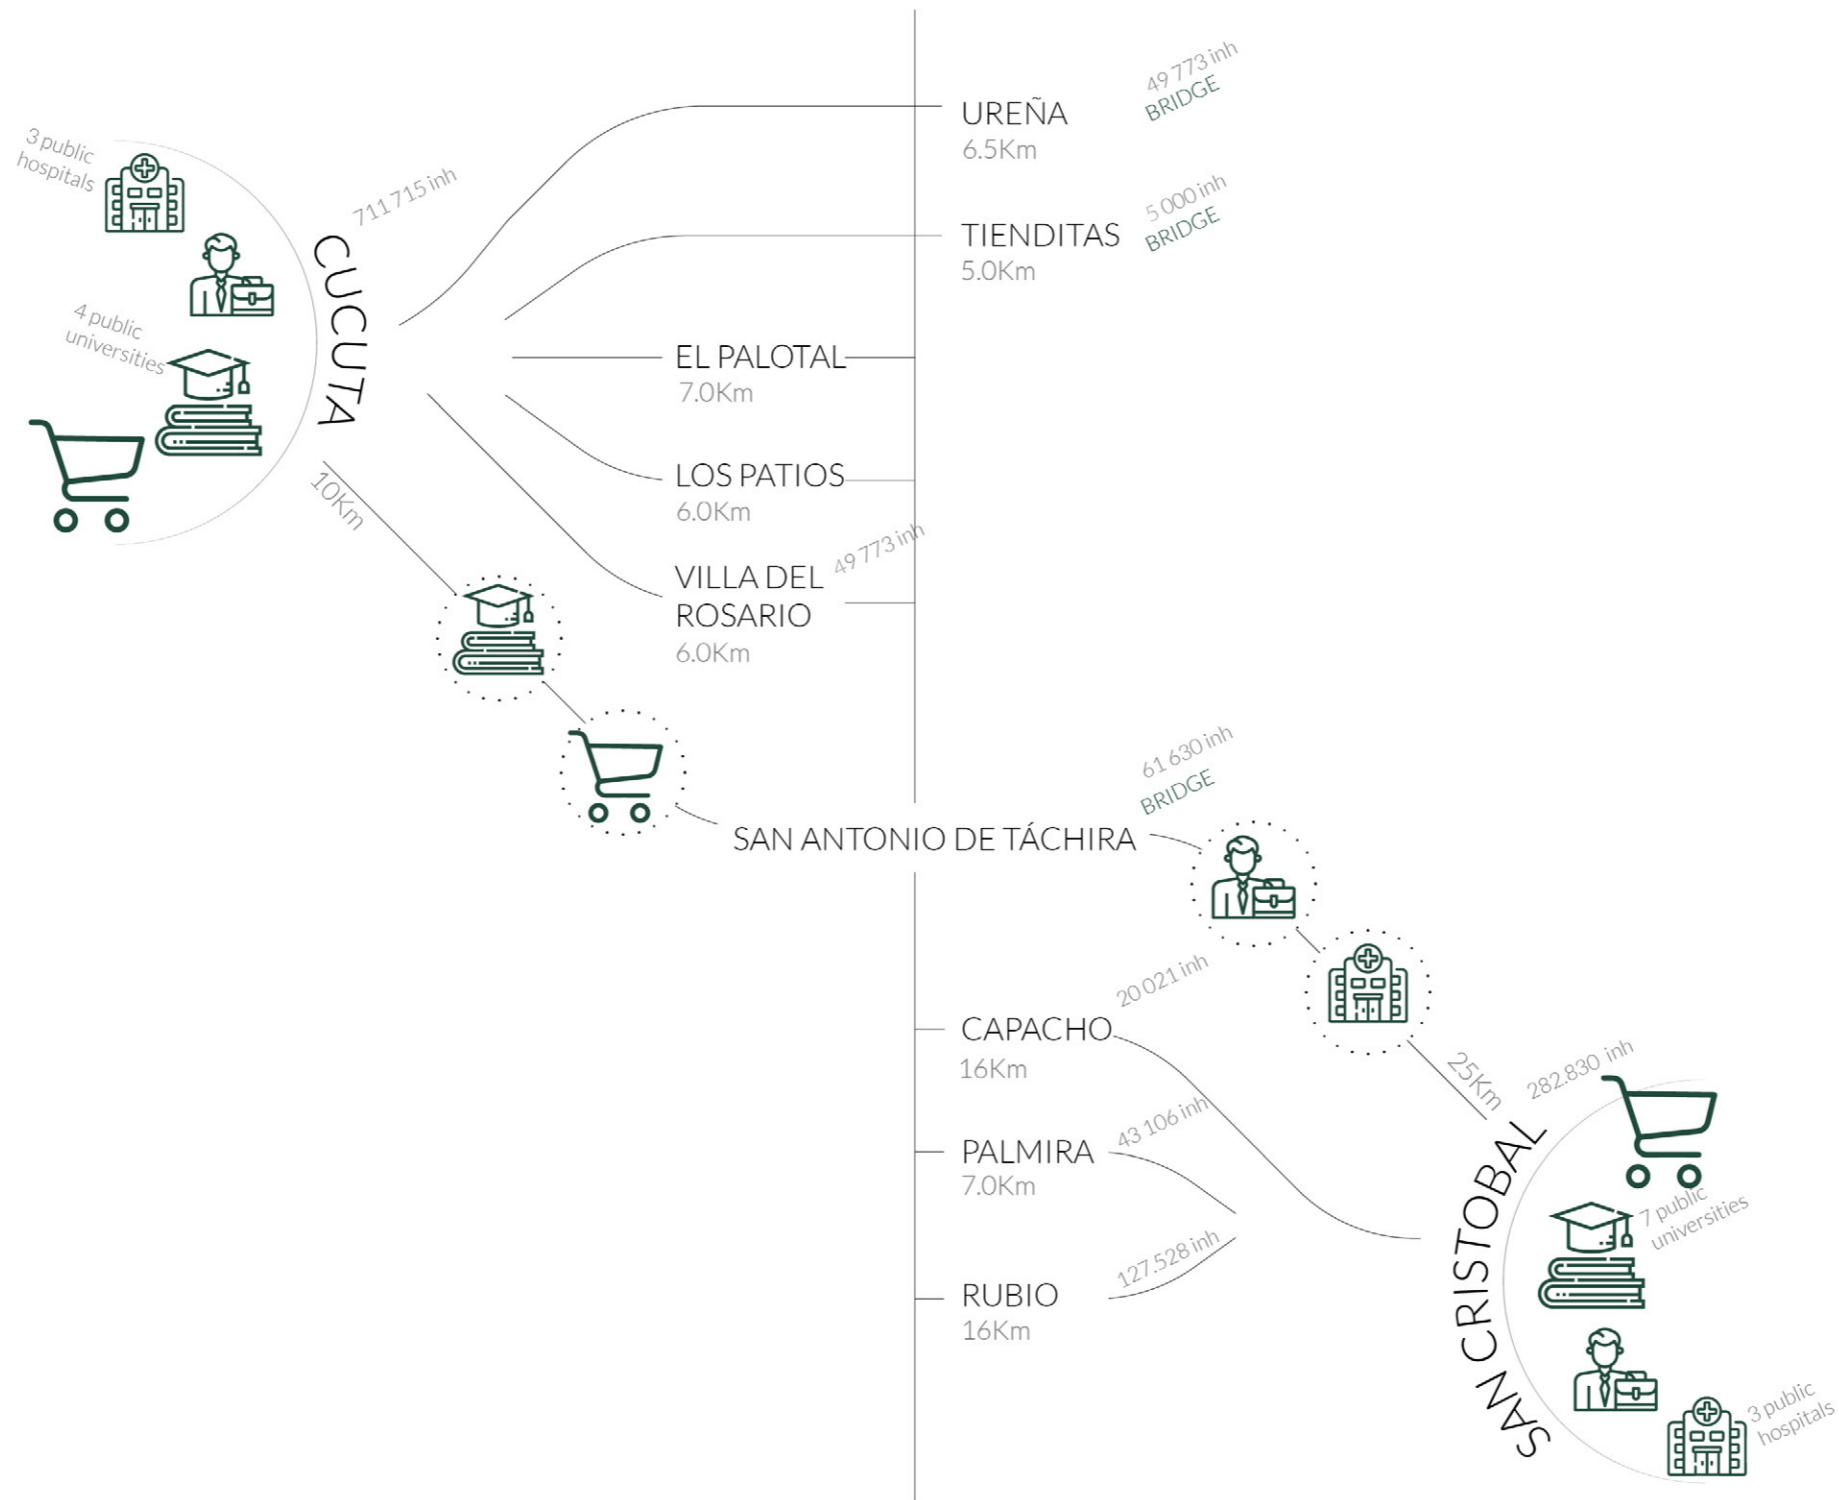 49 773 inh
BRIDGE
UREÑA
6.5Km
3 public
hospitals
711 715 inh
5 000 inh
BRIDGE
TIENDITAS
5.0Km
CUCUTA
4 public
universities
EL PALOTAL
7.0Km
LOS PATIOS
6.0Km
10Km
49 773 inh
VILLA DEL
ROSARIO
6.0Km
61 630 inh
BRIDGE
SAN ANTONIO DE TÁCHIRA
20 021 inh
CAPACHO
16Km
25Km
282.830 inh
43 106 inh
PALMIRA
7.0Km
SAN CRISTOBAL
7 public
universities
127.528 inh
RUBIO
16Km
3 public
hospitals